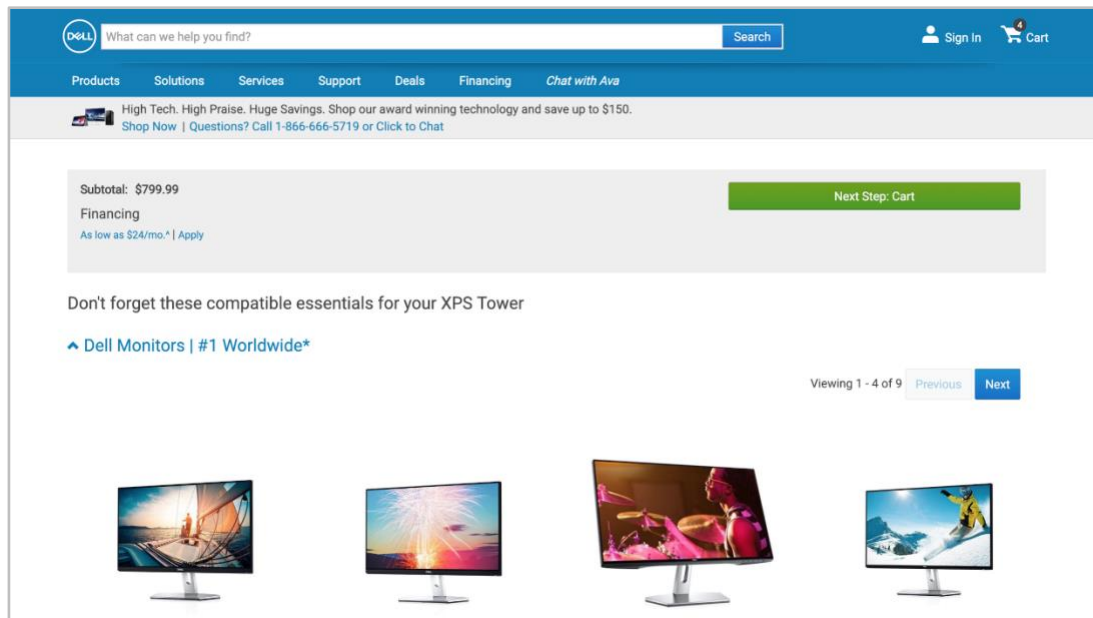 DELL
What can we help you find?
Search
Sign In
4
Cart
Products Solutions Services Support Deals Financing Chat with Ava
High Tech. High Praise. Huge Savings. Shop our award winning technology and save up to $150.
Shop Now | Questions? Call 1-866-666-5719 or Click to Chat
Subtotal: $799.99
Next Step: Cart
Financing
As low as $24/mo.^ | Apply
Don't forget these compatible essentials for your XPS Tower
Dell Monitors | #1 Worldwide*
Viewing 1 - 4 of 9 Previous Next